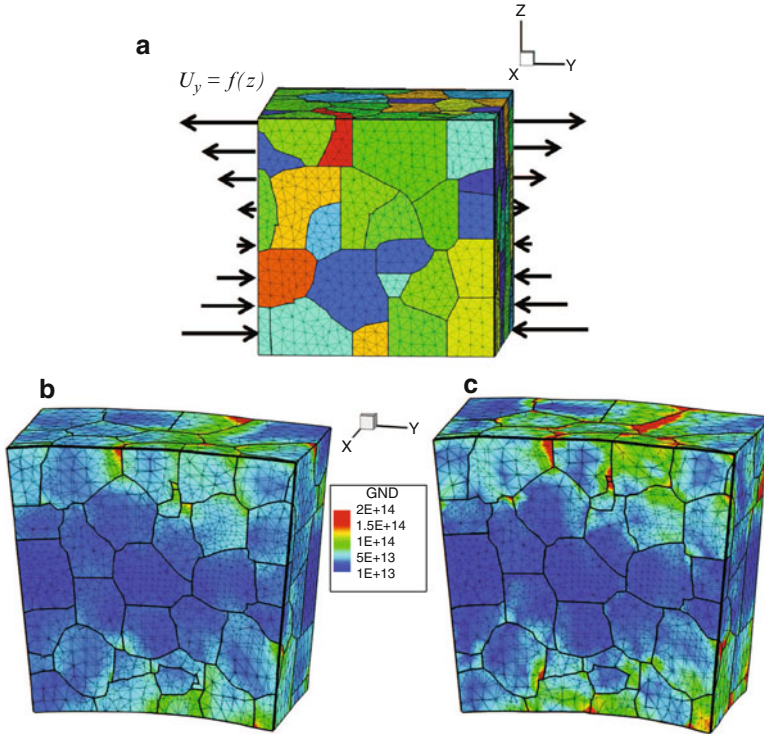 a
Z
X
Y
U_y = f(z)
b
c
X
Y
GND
2E+14
1.5E+14
1E+14
5E+13
1E+13